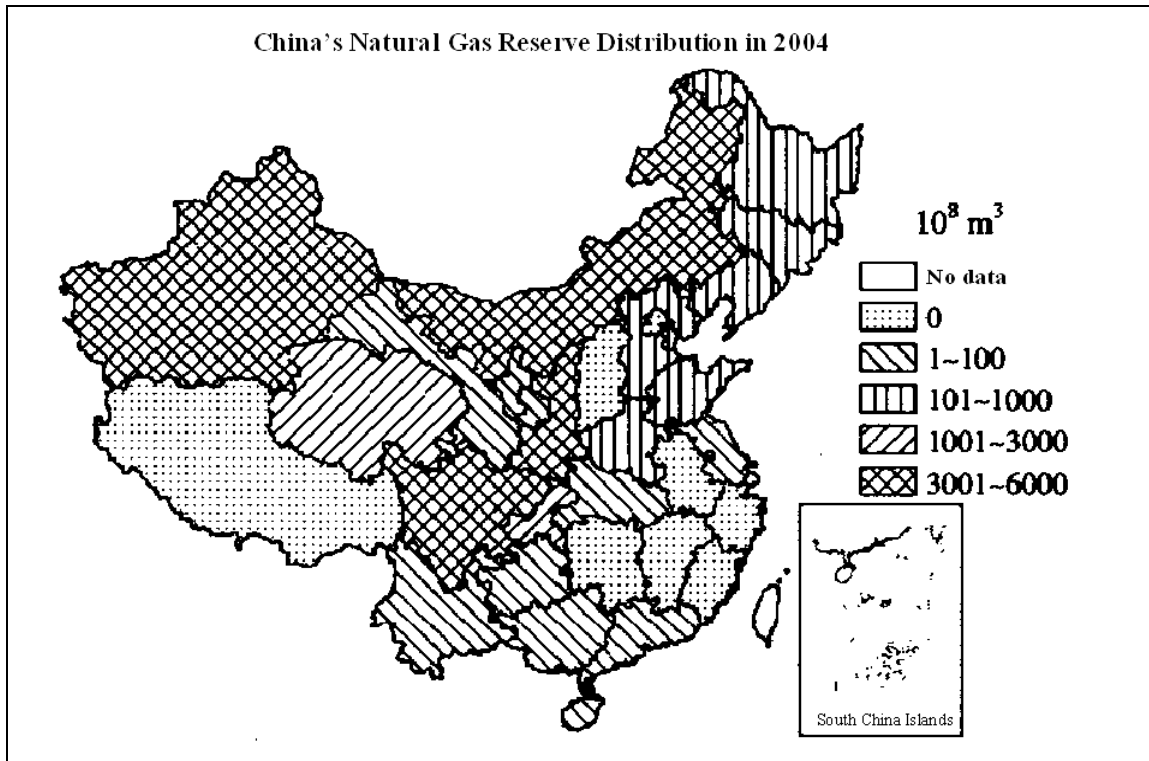 China's Natural Gas Reserve Distribution in 2004
10⁸ m³
No data
0
1~100
101~1000
1001~3000
3001~6000
South China Islands